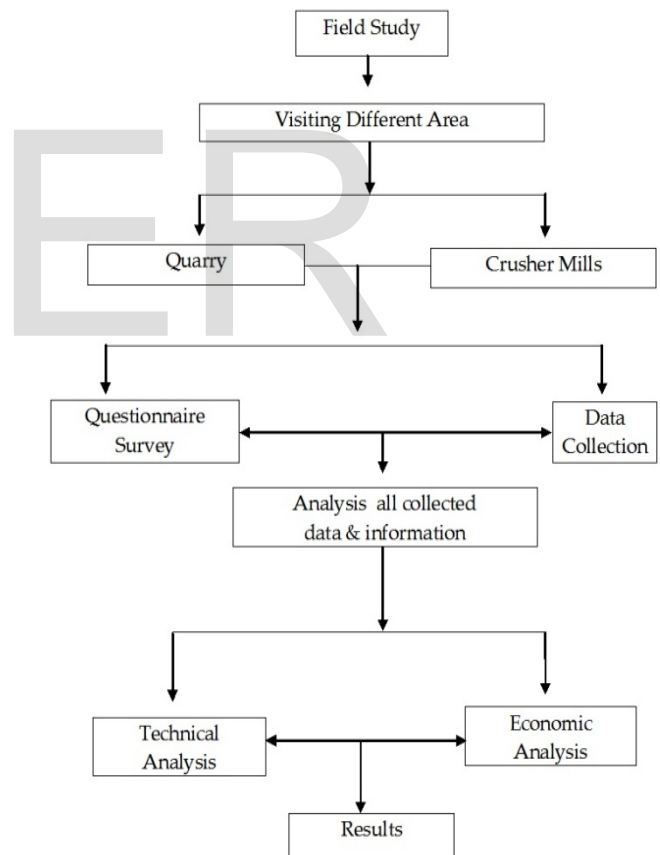 Field Study
Visiting Different Area
ER
Quarry
Crusher Mills
Questionnaire
Survey
Data
Collection
Analysis all collected
data & information
Technical
Analysis
Economic
Analysis
Results